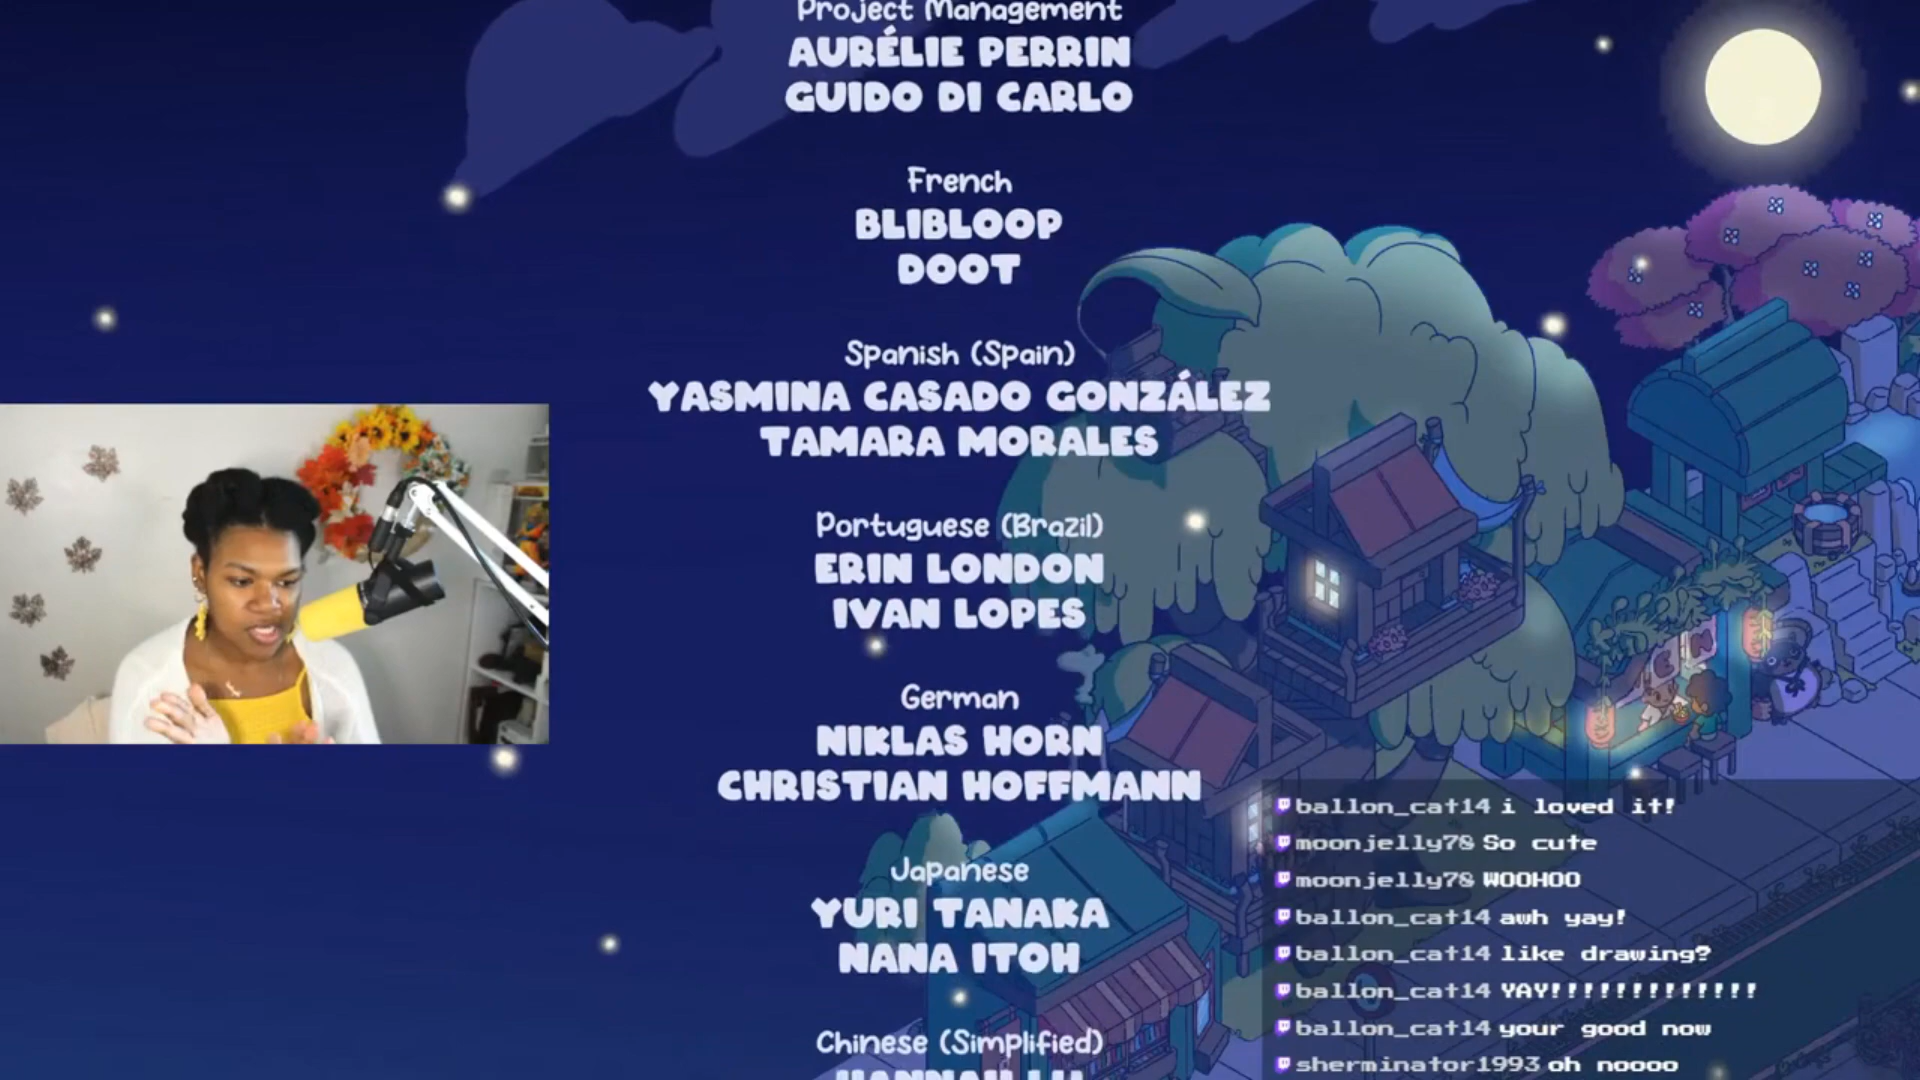 Project Management
AURÉLIE PERRIN
GUIDO DI CARLO
French
BLIBLOOP
DOOT
Spanish (Spain)
YASMINA CASADO GONZÁLEZ
TAMARA MORALES
Portuguese (Brazil)
ERIN LONDON
IVAN LOPES
German
NIKLAS HORN
CHRISTIAN HOFFMANN
Japanese
YURI TANAKA
NANA ITOH
Chinese (Simplified)
ballon_cat14 i loved it!
moonjelly78 So cute
moonjelly78 WOOHOO
ballon_cat14 awh yay!
ballon_cat14 like drawing?
ballon_cat14 YAY!!!!!!!!!!!!!
ballon_cat14 your good now
sherminator1993 oh noooo